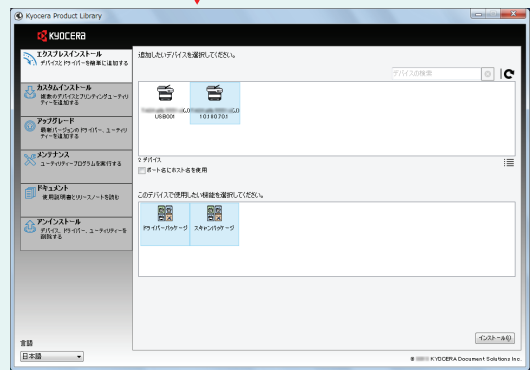 Kyocera Product Library
KYOCERA
エクスプレスインストール
デバイスとドライバーを簡単に追加する
カスタムインストール
複数のデバイスとプリンティングユーティリ
ティーを追加する
アップグレード
最新バージョンのドライバー、ユーティリ
ティーを追加する
メンテナンス
ユーティリティープログラムを実行する
ドキュメント
使用説明書とリリースノートを読む
アンインストール
デバイス、ドライバー、ユーティリティーを
削除する
言語
日本語
追加したいデバイスを選択してください。
デバイスの検索
USB001
10.180.70.1
2 デバイス
ポート名にホスト名を使用
このデバイスで使用したい機能を選択してください。
ドライバーパッケージ
スキャンパッケージ
インストール(I)
KYOCERA Document Solutions Inc.